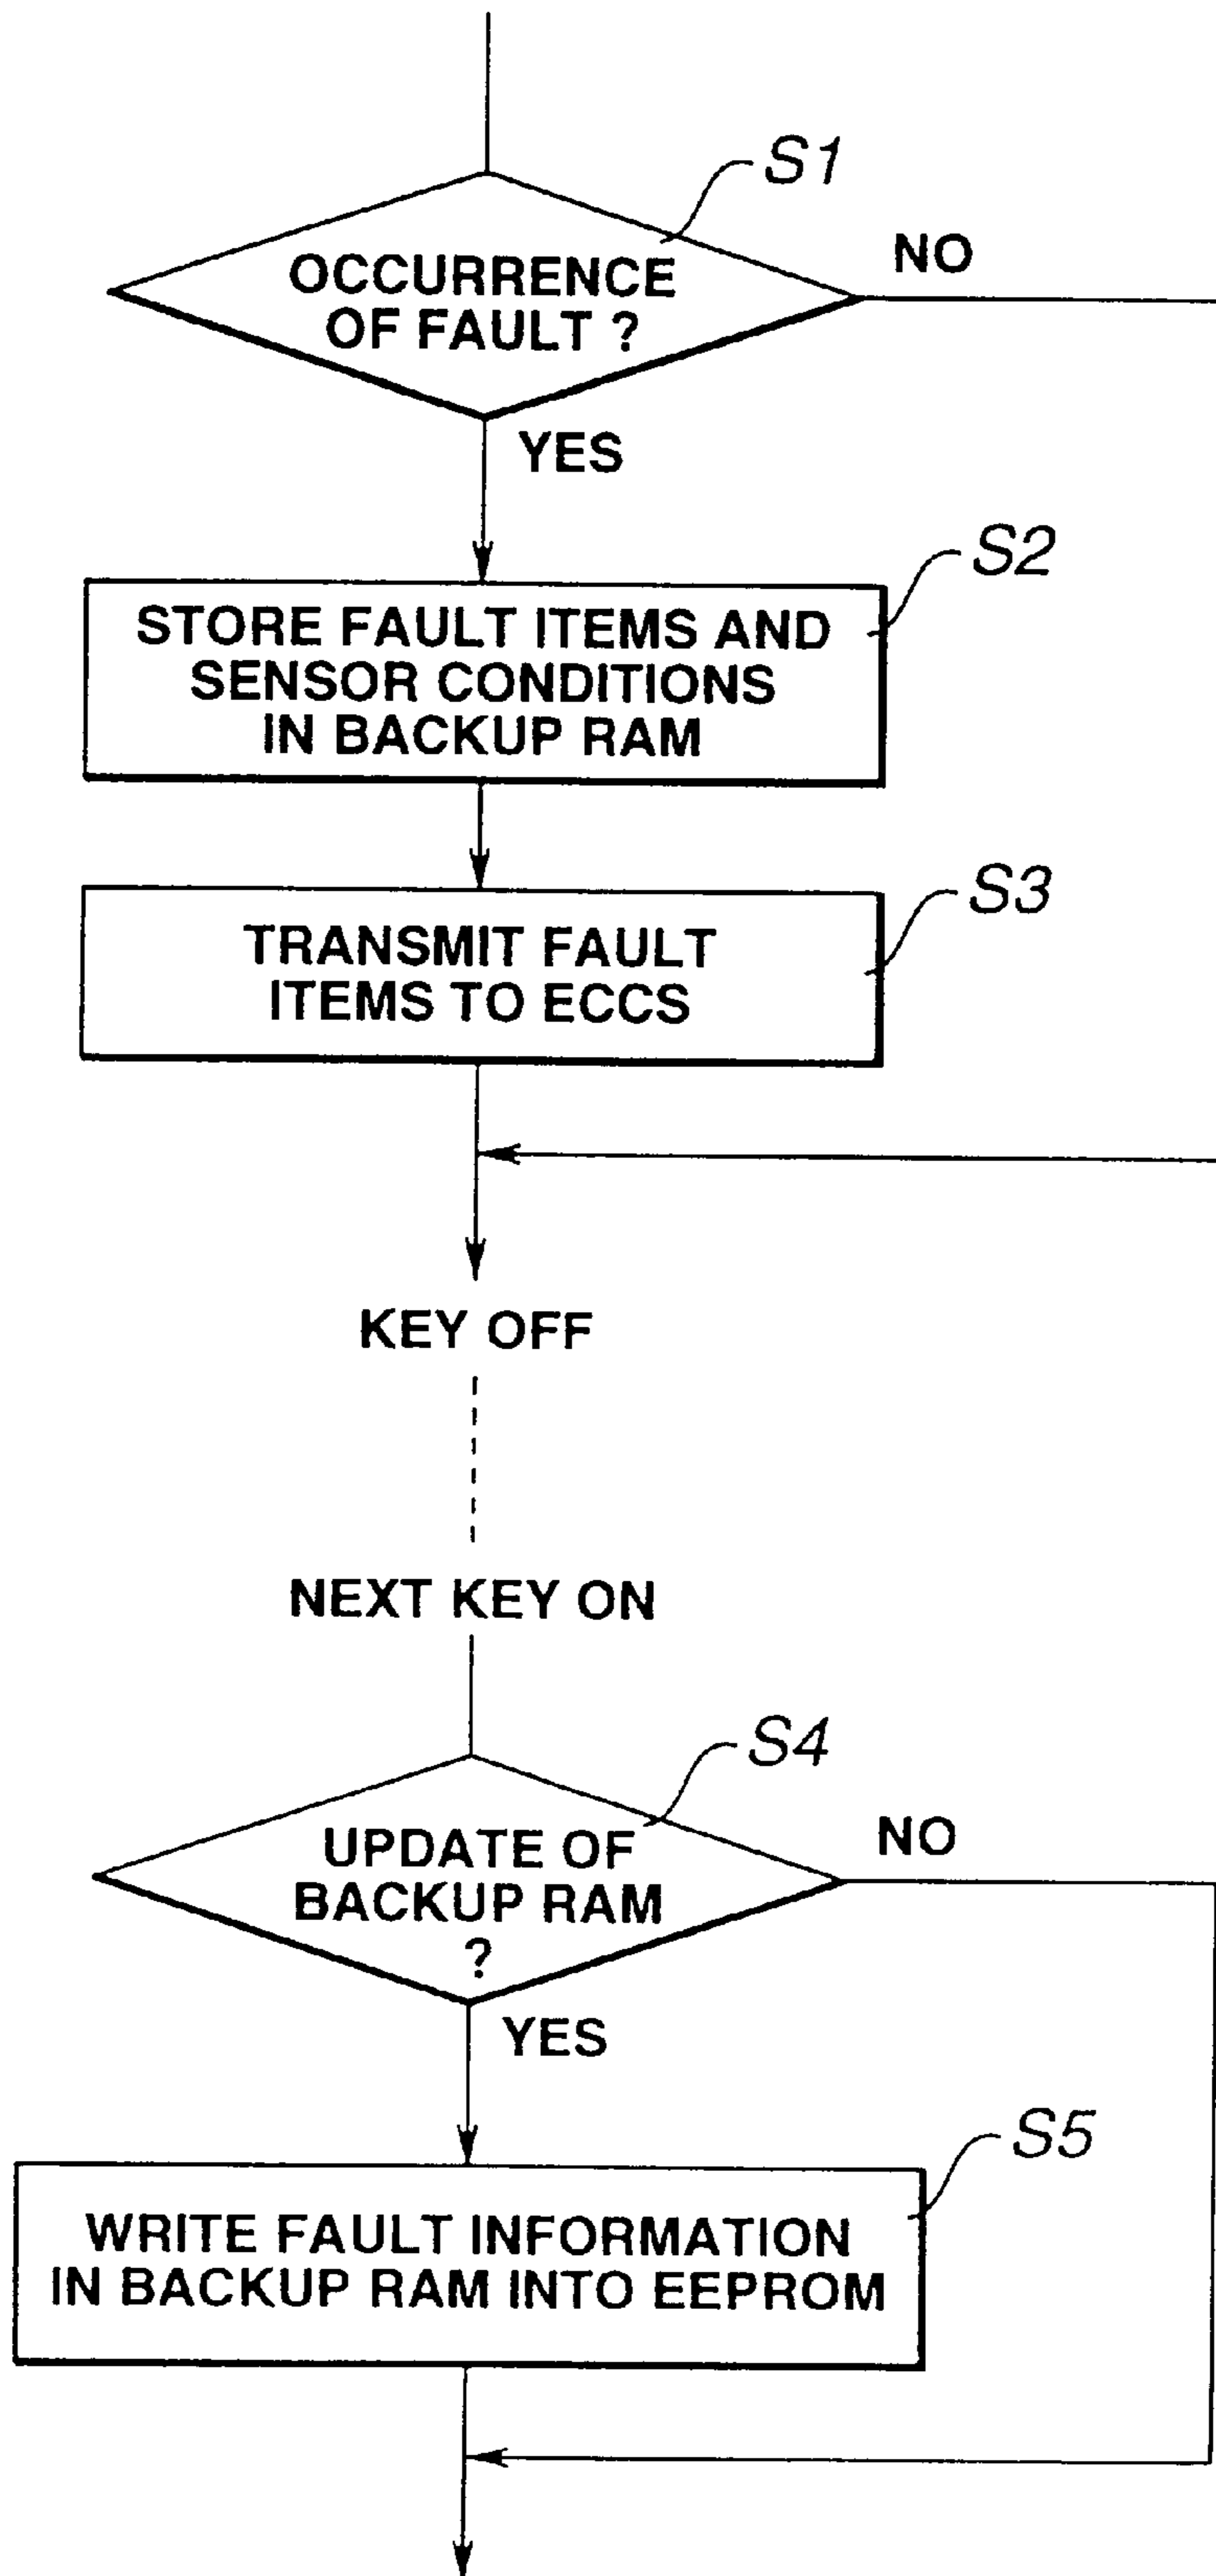 S1
OCCURRENCE
OF FAULT ?
NO
YES
S2
STORE FAULT ITEMS AND
SENSOR CONDITIONS
IN BACKUP RAM
S3
TRANSMIT FAULT
ITEMS TO ECCS
KEY OFF
NEXT KEY ON
S4
UPDATE OF
BACKUP RAM
?
NO
YES
S5
WRITE FAULT INFORMATION
IN BACKUP RAM INTO EEPROM